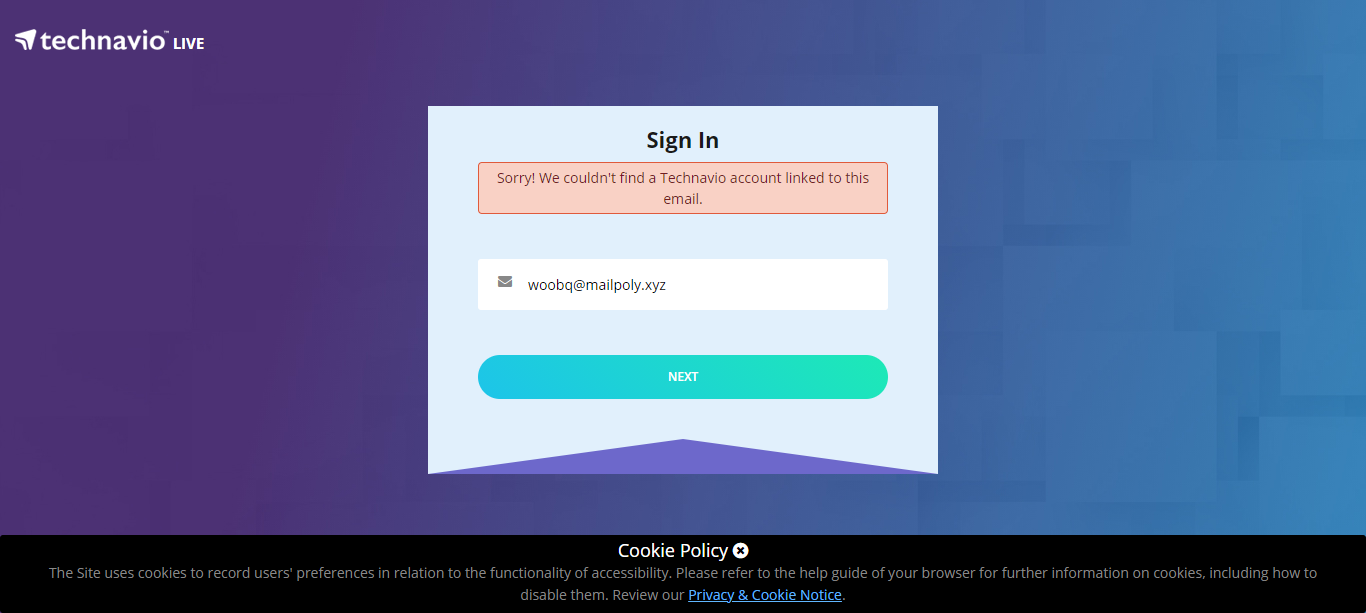 technavio™ LIVE
Sign In
Sorry! We couldn't find a Technavio account linked to this
email.
woobq@mailpoly.xyz
NEXT
Cookie Policy
The Site uses cookies to record users' preferences in relation to the functionality of accessibility. Please refer to the help guide of your browser for further information on cookies, including how to
disable them. Review our Privacy & Cookie Notice.